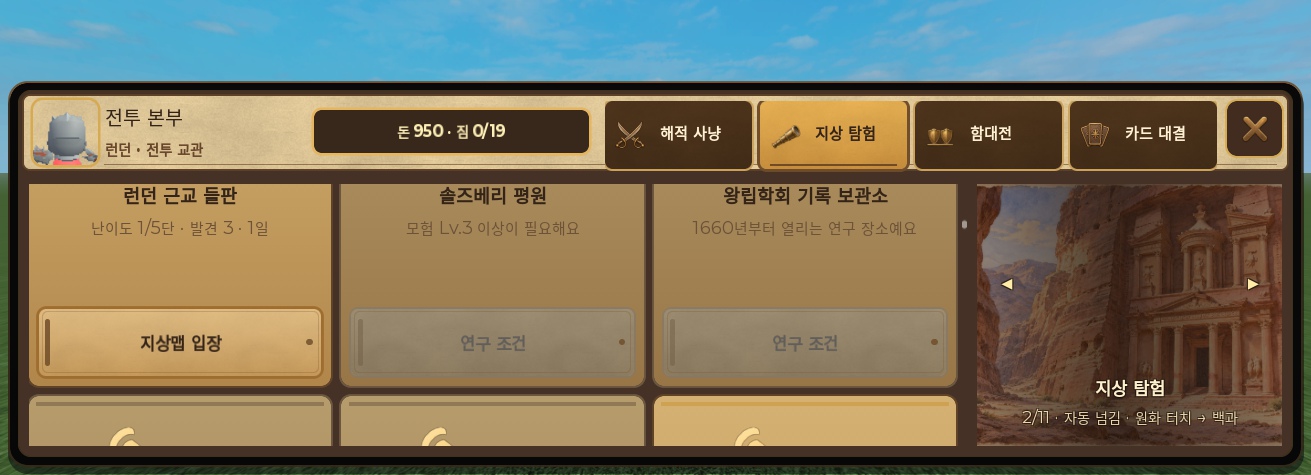 전투 본부
런던 · 전투 교관
돈 950 · 짐 0/19
해적 사냥
지상 탐험
함대전
카드 대결
런던 근교 들판
난이도 1/5단 · 발견 3 · 1일
지상맵 입장
솔즈베리 평원
모험 Lv.3 이상이 필요해요
연구 조건
왕립학회 기록 보관소
1660년부터 열리는 연구 장소예요
연구 조건
지상 탐험
2/11 · 자동 넘김 · 원화 터치 → 백과